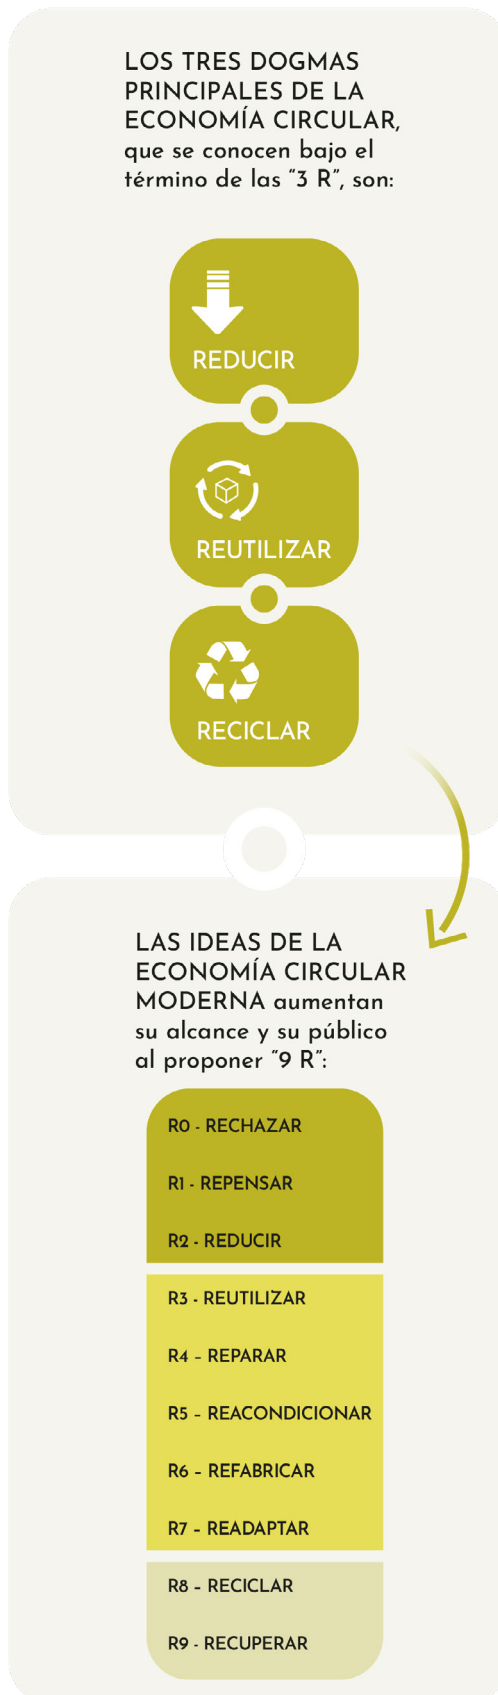 LOS TRES DOGMAS
PRINCIPALES DE LA
ECONOMÍA CIRCULAR,
que se conocen bajo el
término de las “3 R”, son:
REDUCIR
REUTILIZAR
RECICLAR
LAS IDEAS DE LA
ECONOMÍA CIRCULAR
MODERNA aumentan
su alcance y su público
al proponer “9 R”:
R0 - RECHAZAR
R1 - REPENSAR
R2 - REDUCIR
R3 - REUTILIZAR
R4 – REPARAR
R5 – REACONDICIONAR
R6 – REFABRICAR
R7 – READAPTAR
R8 – RECICLAR
R9 - RECUPERAR